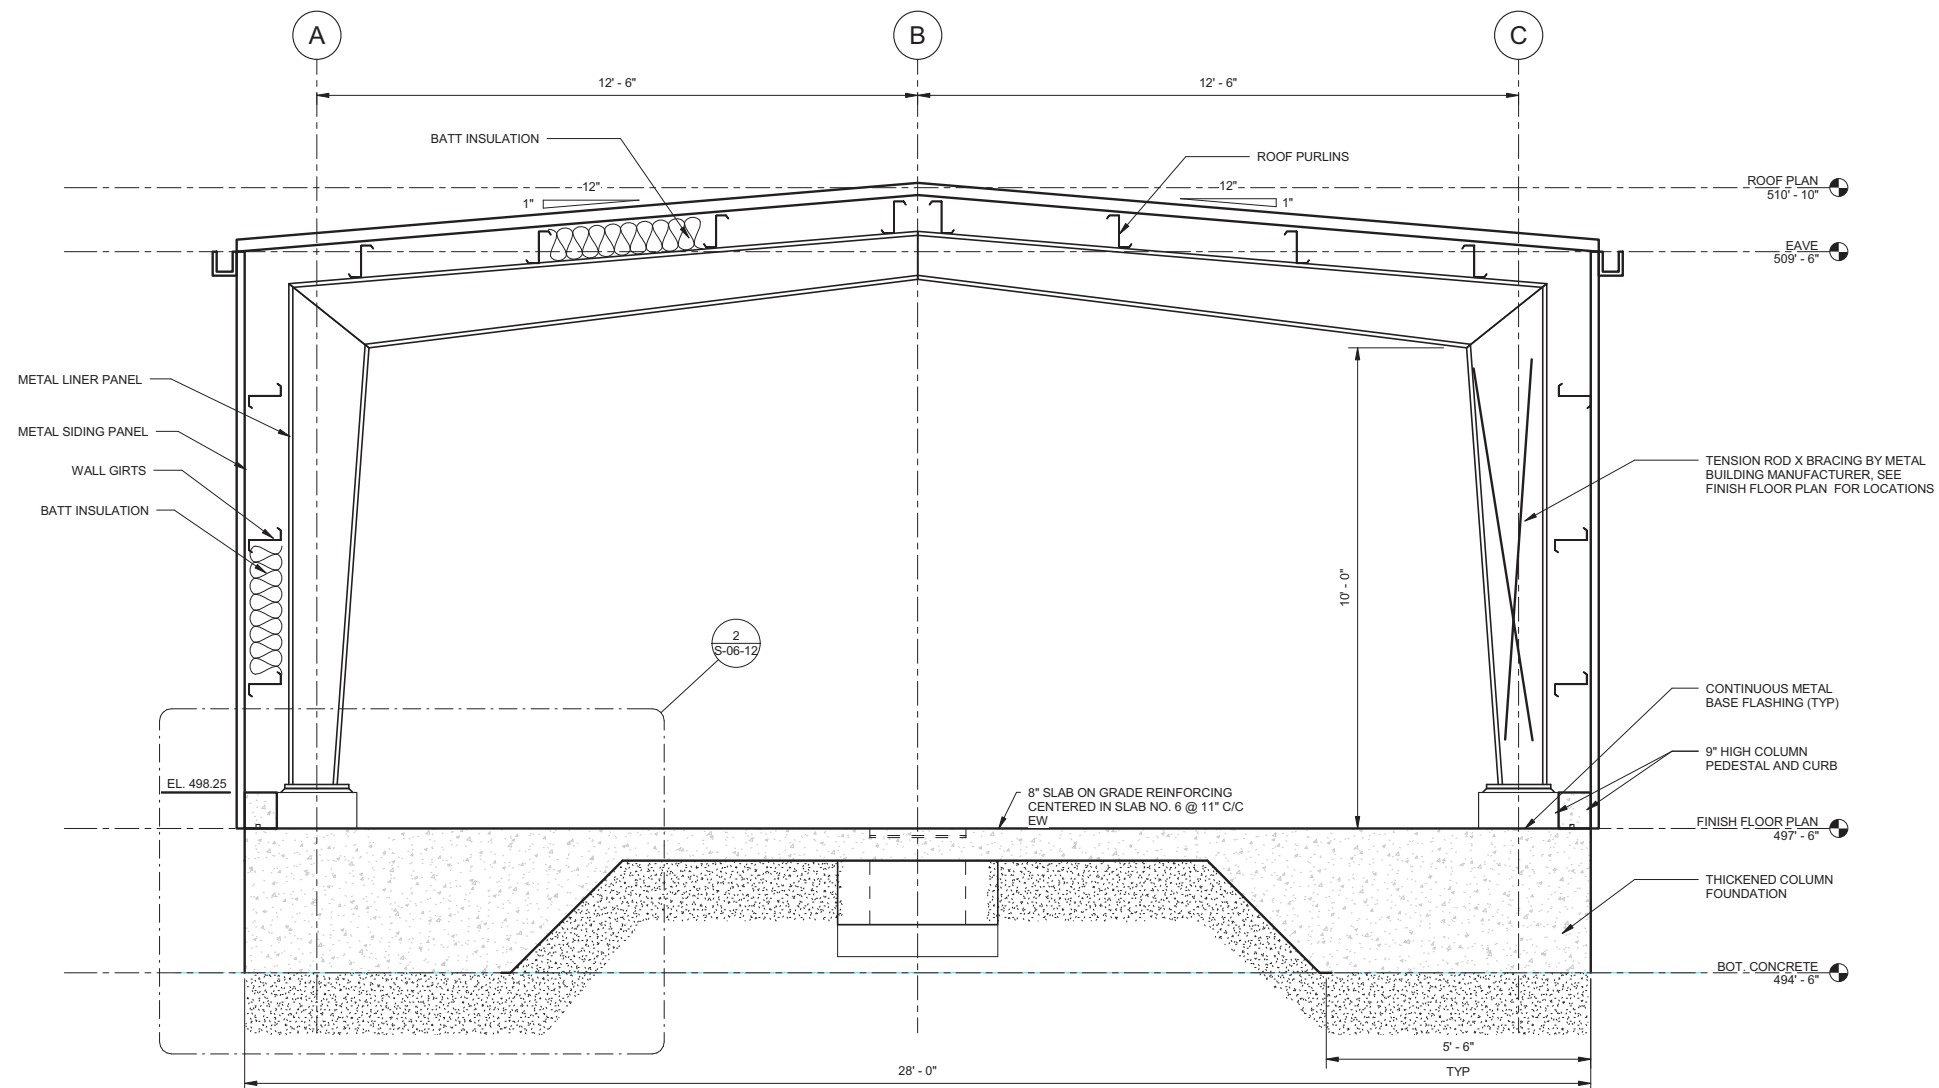 A
B
C
12' - 6"
12' - 6"
BATT INSULATION
ROOF PURLINS
12"
1"
12"
1"
ROOF PLAN
510' - 10"
EAVE
509' - 6"
METAL LINER PANEL
METAL SIDING PANEL
WALL GIRTS
BATT INSULATION
TENSION ROD X BRACING BY METAL
BUILDING MANUFACTURER, SEE
FINISH FLOOR PLAN FOR LOCATIONS
10' - 0"
2
S-06-12
CONTINUOUS METAL
BASE FLASHING (TYP)
9" HIGH COLUMN
PEDESTAL AND CURB
EL. 498.25
8" SLAB ON GRADE REINFORCING
CENTERED IN SLAB NO. 6 @ 11" C/C
EW
FINISH FLOOR PLAN
497' - 6"
THICKENED COLUMN
FOUNDATION
BOT. CONCRETE
494' - 6"
5' - 6"
TYP
28' - 0"